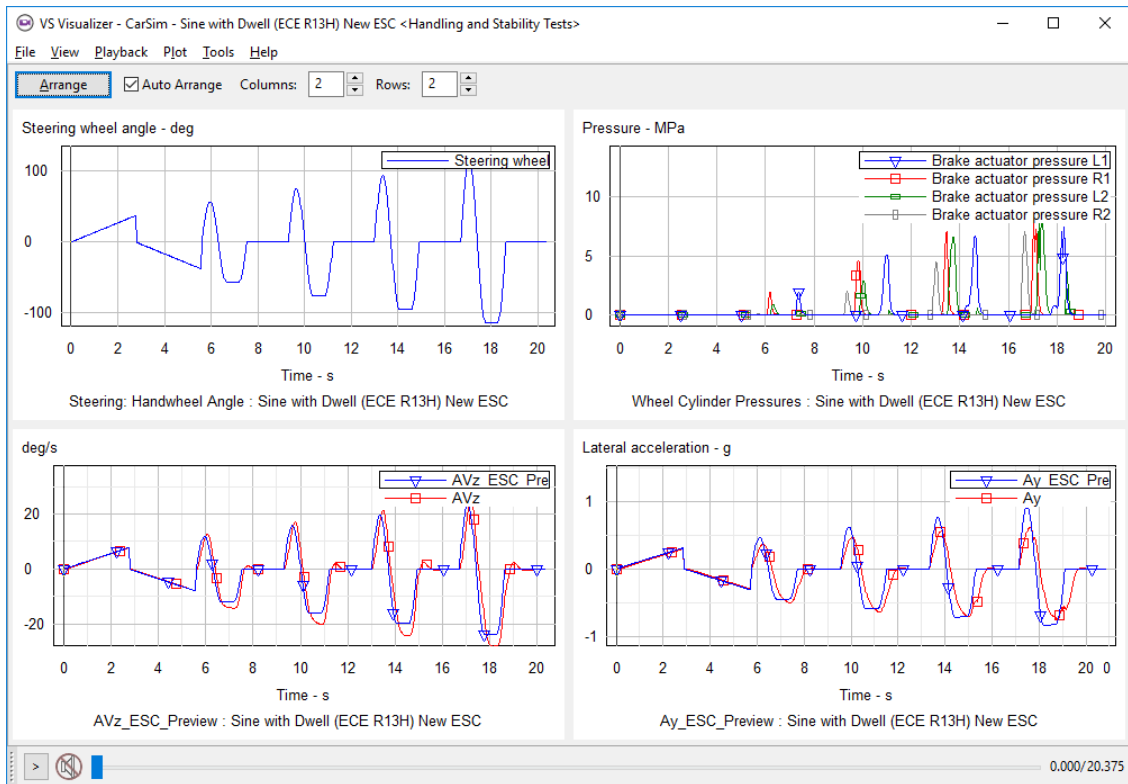 VS Visualizer - CarSim - Sine with Dwell (ECE R13H) New ESC <Handling and Stability Tests>
File View Playback Plot Tools Help
Arrange Auto Arrange Columns: 2 Rows: 2
Steering wheel angle - deg
Steering wheel
100
0
-100
0 2 4 6 8 10 12 14 16 18 20
Time - s
Steering: Handwheel Angle : Sine with Dwell (ECE R13H) New ESC
Pressure - MPa
Brake actuator pressure L1
Brake actuator pressure R1
Brake actuator pressure L2
Brake actuator pressure R2
10
5
0
0 2 4 6 8 10 12 14 16 18 20
Time - s
Wheel Cylinder Pressures : Sine with Dwell (ECE R13H) New ESC
deg/s
AVz_ESC_Pre
AVz
20
0
-20
0 2 4 6 8 10 12 14 16 18 20
Time - s
AVz_ESC_Preview : Sine with Dwell (ECE R13H) New ESC
Lateral acceleration - g
Ay_ESC_Pre
Ay
1
0
-1
0 2 4 6 8 10 12 14 16 18 20 0
Time - s
Ay_ESC_Preview : Sine with Dwell (ECE R13H) New ESC
> 0.000/20.375